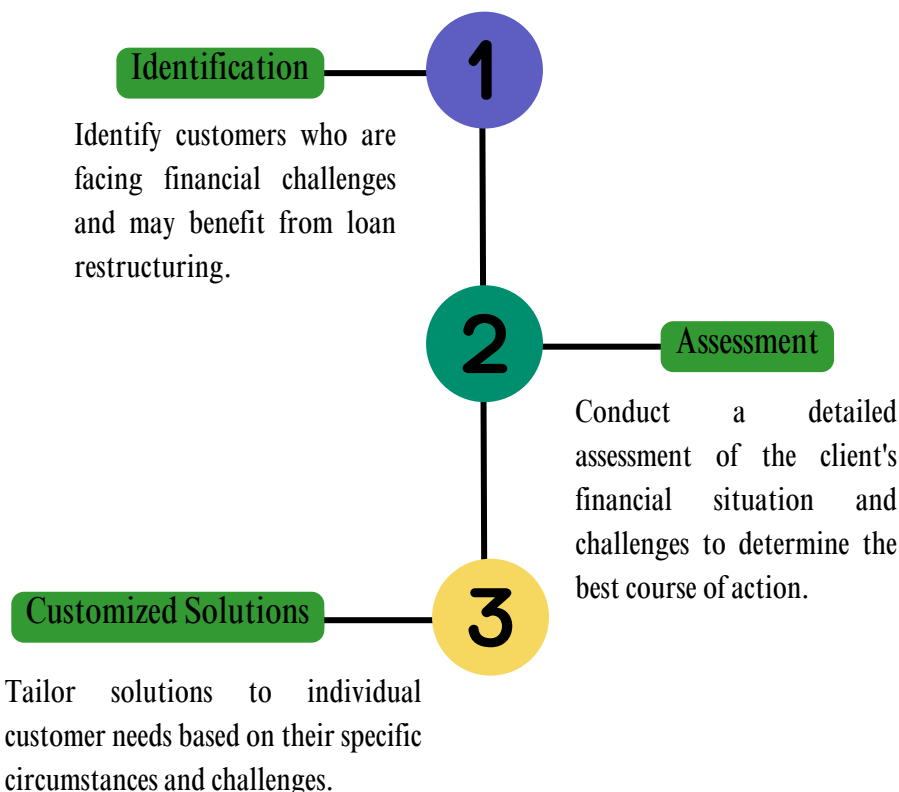 1
Identification
Identify customers who are
facing financial challenges
and may benefit from loan
restructuring.
2
Assessment
Conduct a detailed
assessment of the client's
financial situation and
challenges to determine the
best course of action.
3
Customized Solutions
Tailor solutions to individual
customer needs based on their specific
circumstances and challenges.